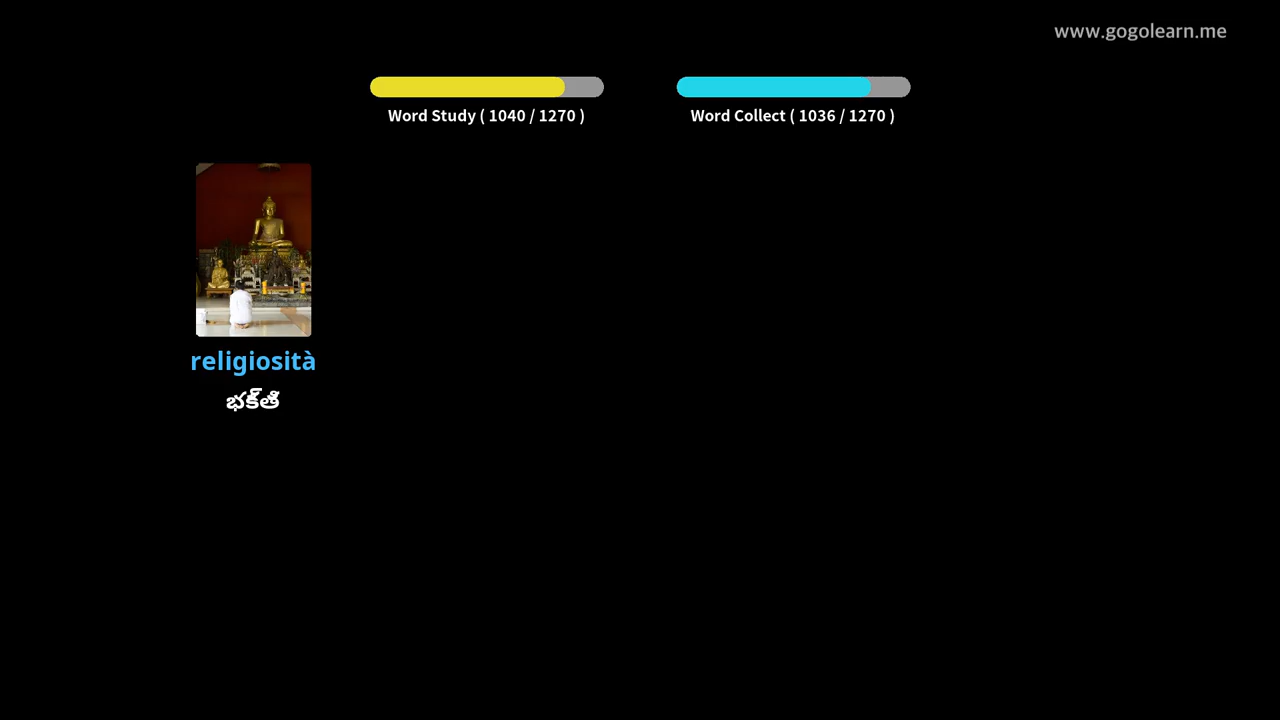 www.gogolearn.me
Word Study ( 1040 / 1270 )
Word Collect ( 1036 / 1270 )
religiosità
భక్తి